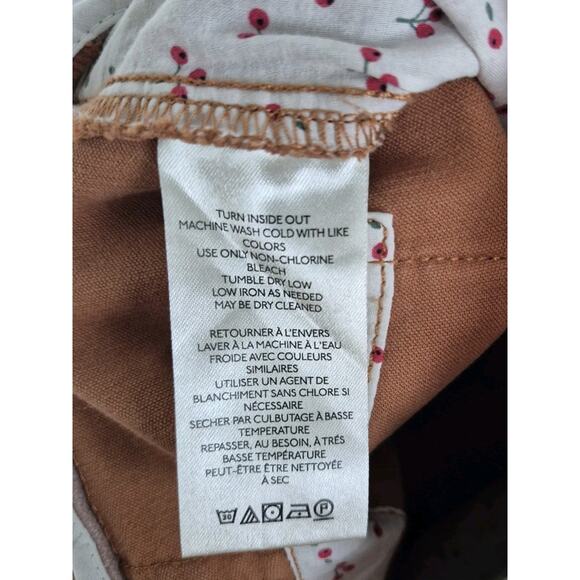 TURN INSIDE OUT
MACHINE WASH COLD WITH LIKE
COLORS
USE ONLY NON-CHLORINE
BLEACH
TUMBLE DRY LOW
LOW IRON AS NEEDED
MAY BE DRY CLEANED
RETOURNER À L'ENVERS
LAVER À LA MACHINE À L'EAU
FROIDE AVEC COULEURS
SIMILAIRES
UTILISER UN AGENT DE
BLANCHIMENT SANS CHLORE SI
NÉCESSAIRE
SECHER PAR CULBUTAGE À BASSE
TEMPERATURE
REPASSER, AU BESOIN, À TRÉS
BASSE TEMPÉRATURE
PEUT-ÊTRE ÊTRE NETTOYÉE
À SEC
30 P